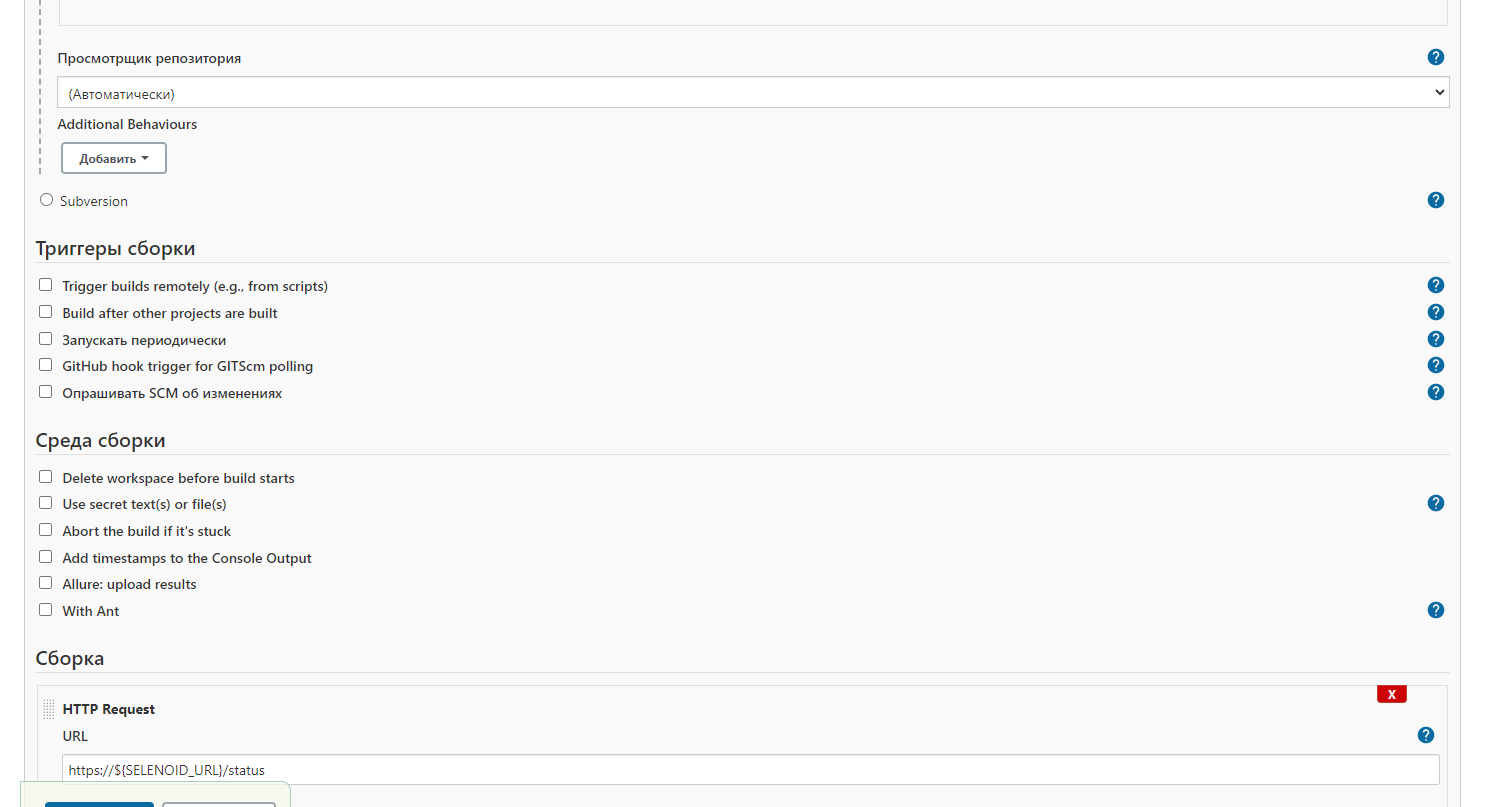 Просмотрщик репозитория
?
(Автоматически)
Additional Behaviours
Добавить
Subversion
?
Триггеры сборки
Trigger builds remotely (e.g., from scripts)
?
Build after other projects are built
?
Запускать периодически
?
GitHub hook trigger for GITScm polling
?
Опрашивать SCM об изменениях
?
Среда сборки
Delete workspace before build starts
Use secret text(s) or file(s)
?
Abort the build if it's stuck
Add timestamps to the Console Output
Allure: upload results
With Ant
?
Сборка
X
HTTP Request
URL
?
https://${SELENOID_URL}/status